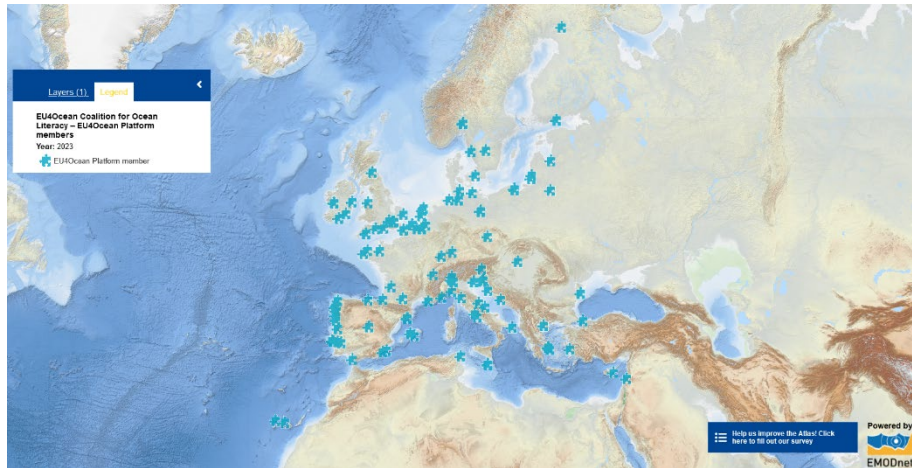 Layers (1)
Legend
EU4Ocean Coalition for Ocean
Literacy – EU4Ocean Platform
members
Year: 2023
EU4Ocean Platform member
Help us improve the Atlas! Click
here to fill out our survey
Powered by
EMODnet